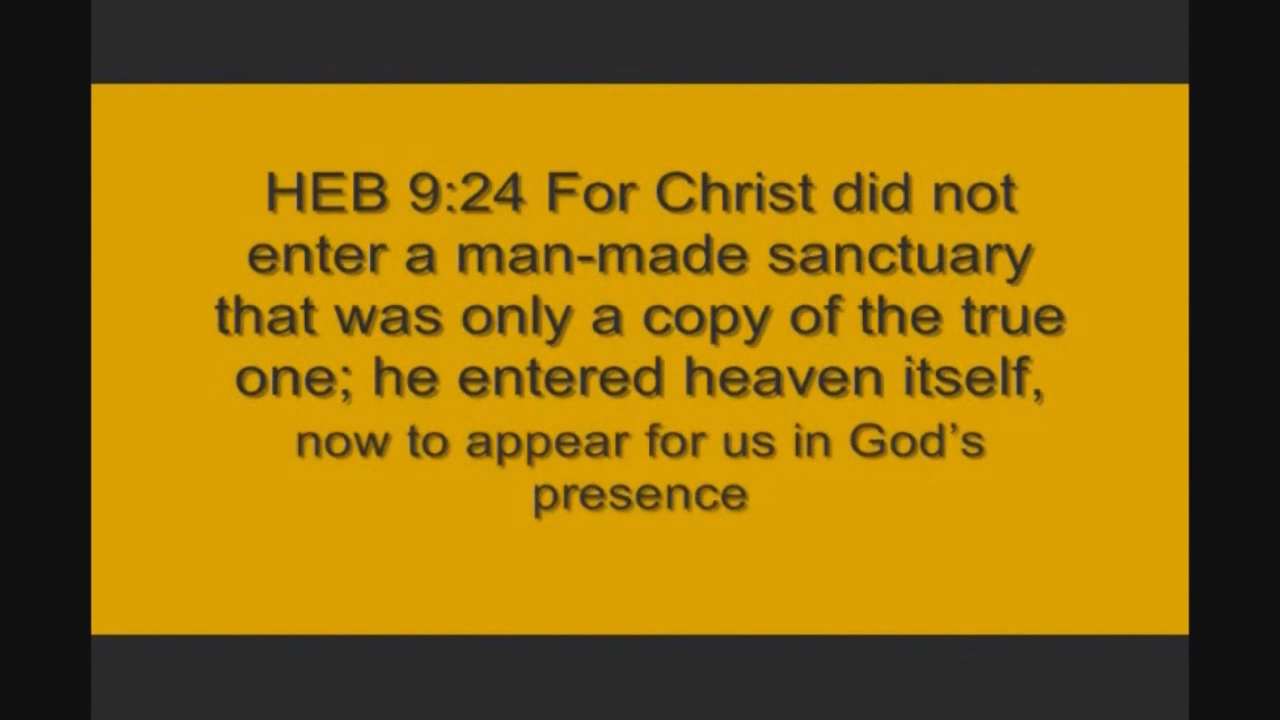 HEB 9:24 For Christ did not
enter a man-made sanctuary
that was only a copy of the true
one; he entered heaven itself,
now to appear for us in God’s
presence